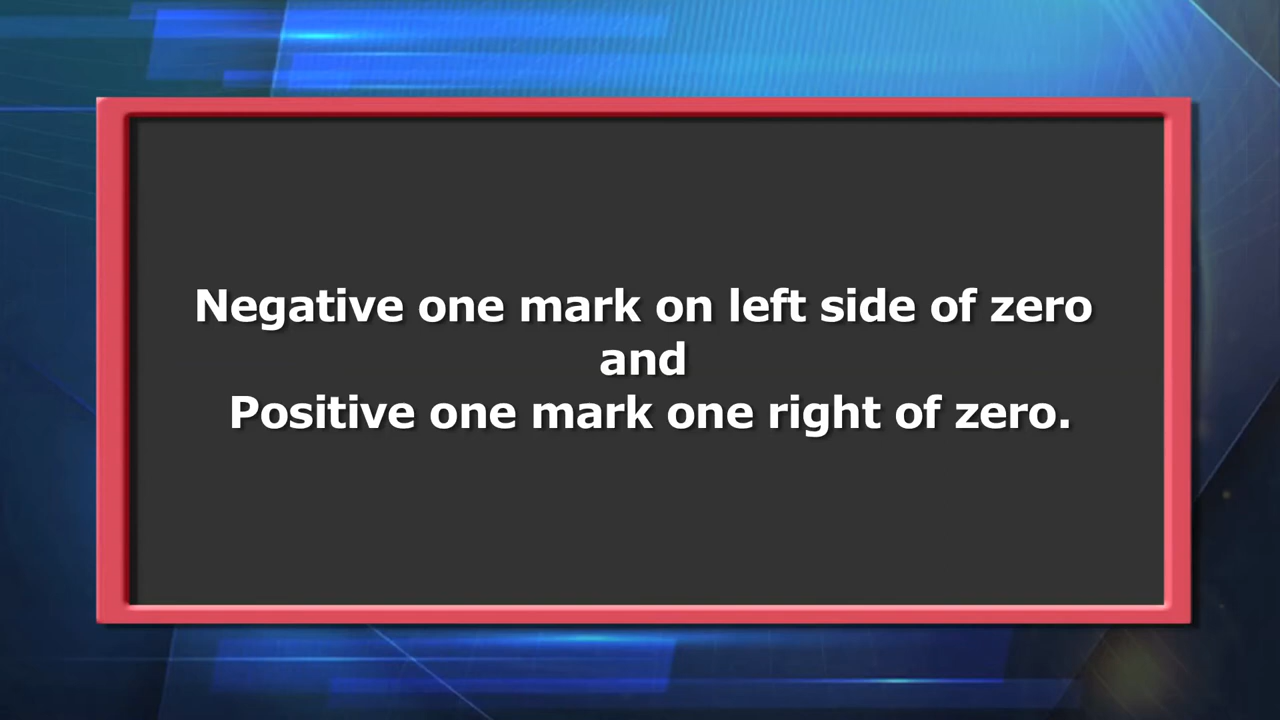 Negative one mark on left side of zero
and
Positive one mark one right of zero.